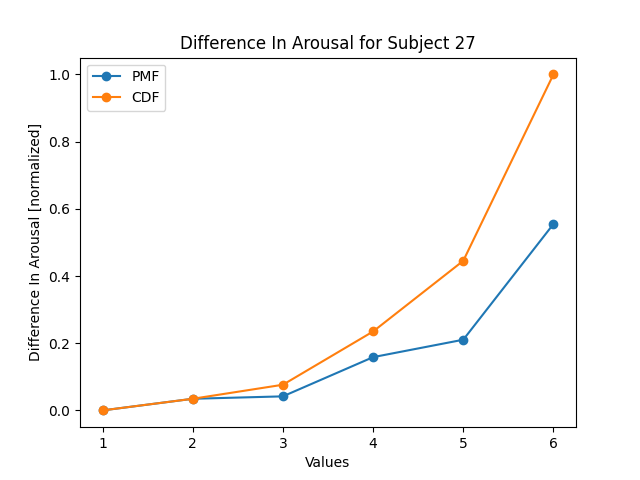 Difference In Arousal for Subject 27
PMF
CDF
Difference In Arousal [normalized]
1.0
0.8
0.6
0.4
0.2
0.0
1 2 3 4 5 6
Values